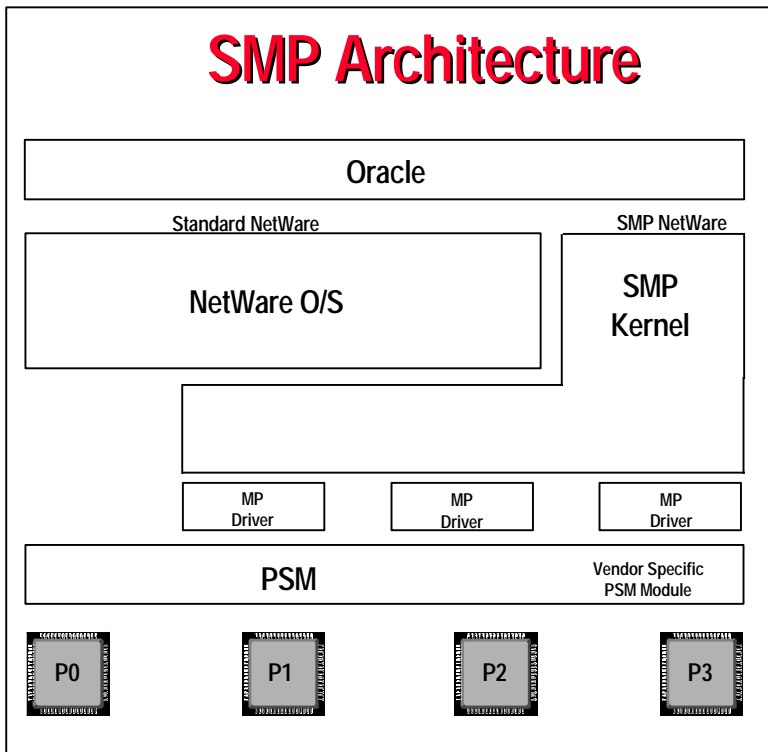 SMP Architecture
Oracle
Standard NetWare
SMP NetWare
NetWare O/S
SMP
Kernel
MP
Driver
MP
Driver
MP
Driver
PSM
Vendor Specific
PSM Module
P0
P1
P2
P3